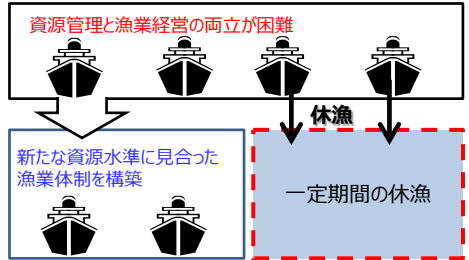 資源管理と漁業経営の両立が困難
休漁
新たな資源水準に見合った
漁業体制を構築
一定期間の休漁